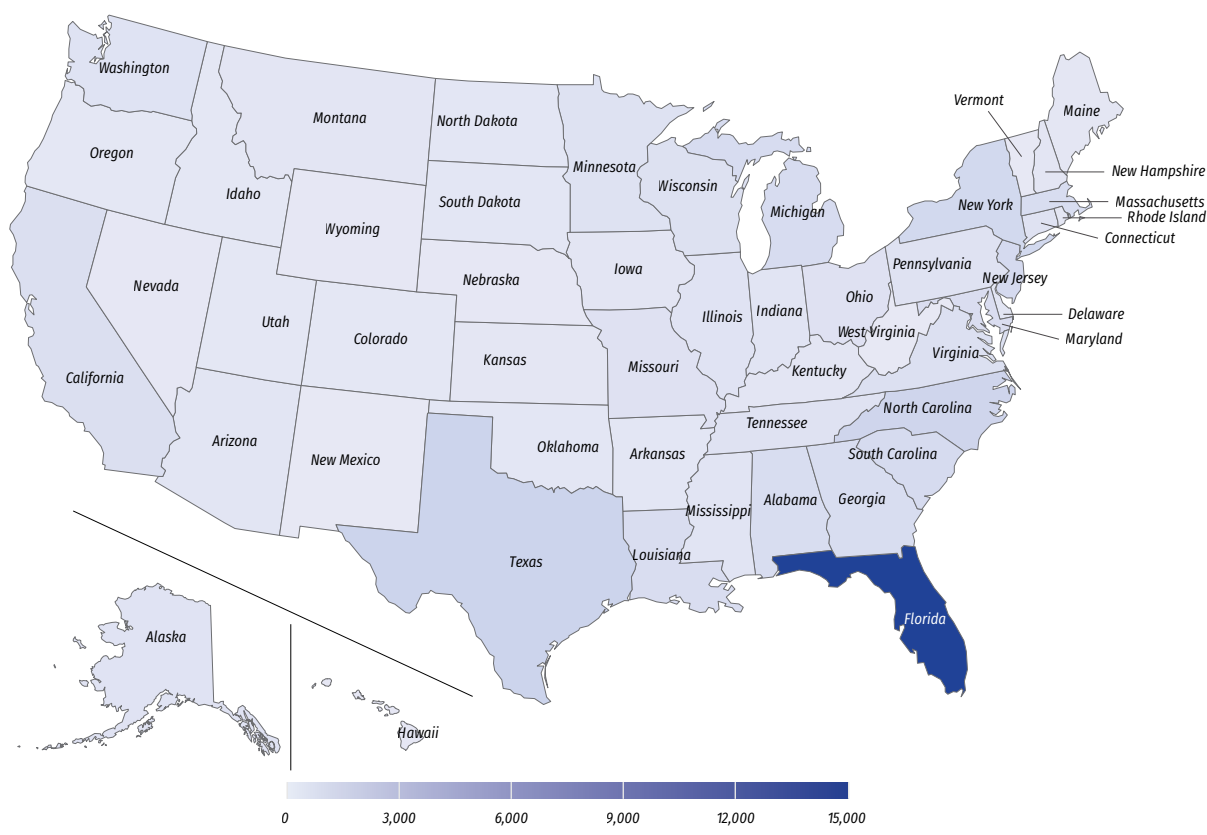 Washington
Montana
North Dakota
Minnesota
Vermont
Maine
Oregon
Idaho
South Dakota
Wisconsin
Michigan
New York
New Hampshire
Massachusetts
Rhode Island
Connecticut
Wyoming
Nevada
Nebraska
Iowa
Pennsylvania
New Jersey
Utah
Colorado
Illinois
Indiana
Ohio
West Virginia
Delaware
Maryland
Virginia
California
Kansas
Missouri
Kentucky
Arizona
New Mexico
Oklahoma
Arkansas
Tennessee
North Carolina
South Carolina
Mississippi
Alabama
Georgia
Texas
Louisiana
Florida
Alaska
Hawaii
0 3,000 6,000 9,000 12,000 15,000